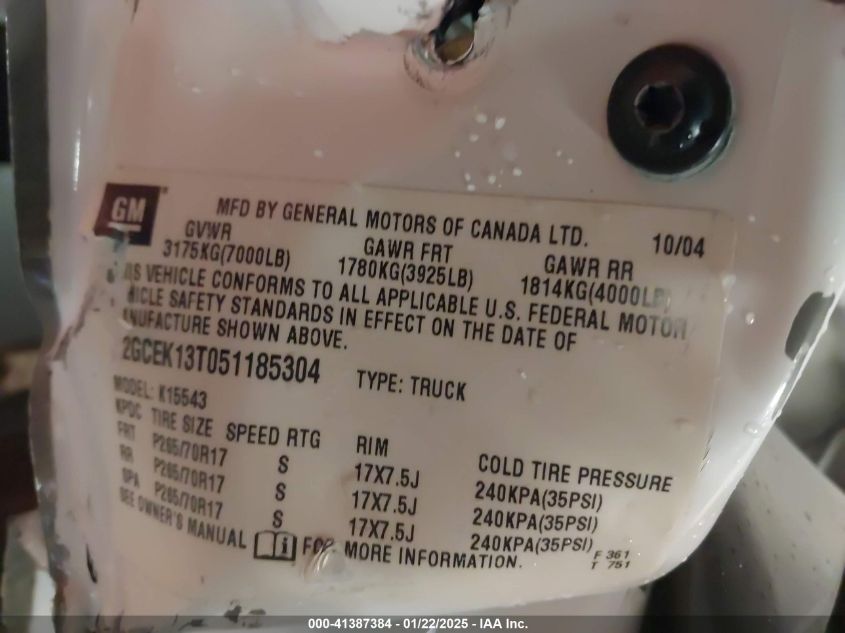 GM
MFD BY GENERAL MOTORS OF CANADA LTD. 10/04
GVWR GAWR FRT GAWR RR
3175KG(7000LB) 1780KG(3925LB) 1814KG(4000LB)
IS VEHICLE CONFORMS TO ALL APPLICABLE U.S. FEDERAL MOTOR
HICLE SAFETY STANDARDS IN EFFECT ON THE DATE OF
ANUFACTURE SHOWN ABOVE.
2GCEK13T051185304 TYPE: TRUCK
MODEL: K15543
KPDC TIRE SIZE SPEED RTG RIM COLD TIRE PRESSURE
FRT P265/70R17 S 17X7.5J 240KPA(35PSI)
RR P265/70R17 S 17X7.5J 240KPA(35PSI)
SPA P265/70R17 S 17X7.5J 240KPA(35PSI)
SEE OWNER'S MANUAL FOR MORE INFORMATION.
F 361
T 751
000-41387384 - 01/22/2025 - IAA Inc.